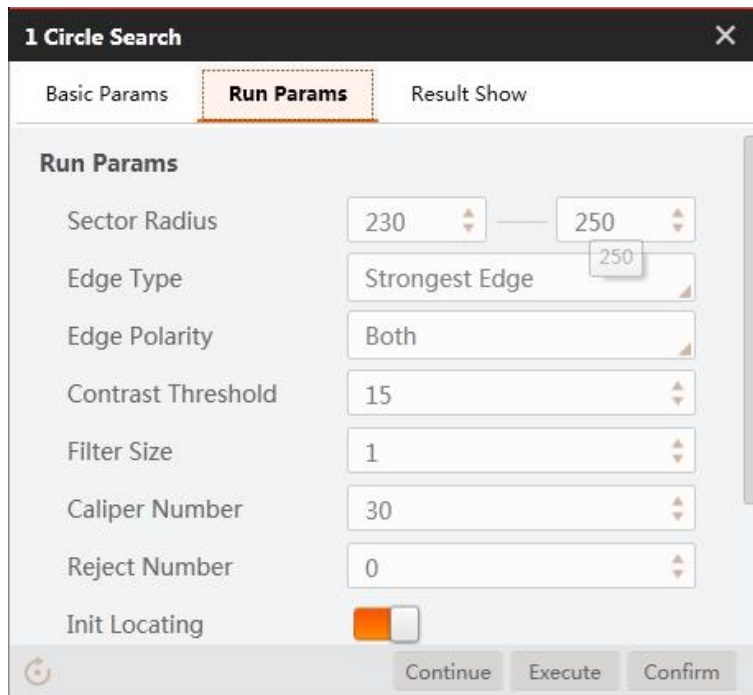 1 Circle Search
Basic Params Run Params Result Show
Run Params
Sector Radius 230 250
250
Edge Type Strongest Edge
Edge Polarity Both
Contrast Threshold 15
Filter Size 1
Caliper Number 30
Reject Number 0
Init Locating
Continue Execute Confirm